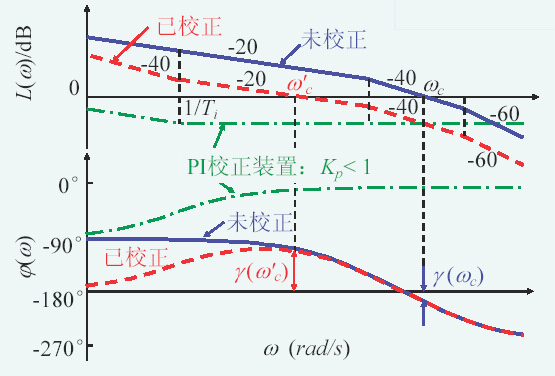 已校正
未校正
L(ω)/dB
-40
-20
-20
-40
0
ω′c
ωc
1/Ti
-40
-60
-60
PI校正装置：Kp< 1
0°
未校正
-90°
已校正
φ(ω)
γ(ω′c)
γ(ωc)
-180°
-270°
ω (rad/s)